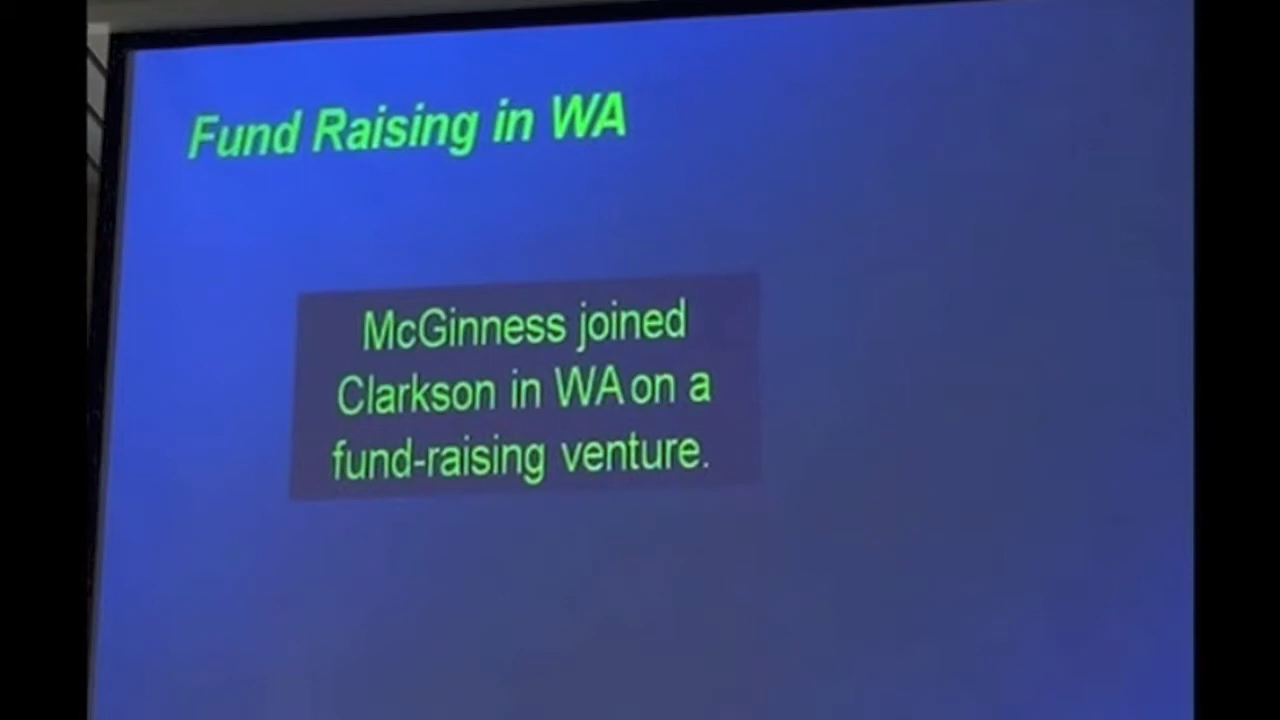 Fund Raising in WA
McGinness joined
Clarkson in WA on a
fund-raising venture.